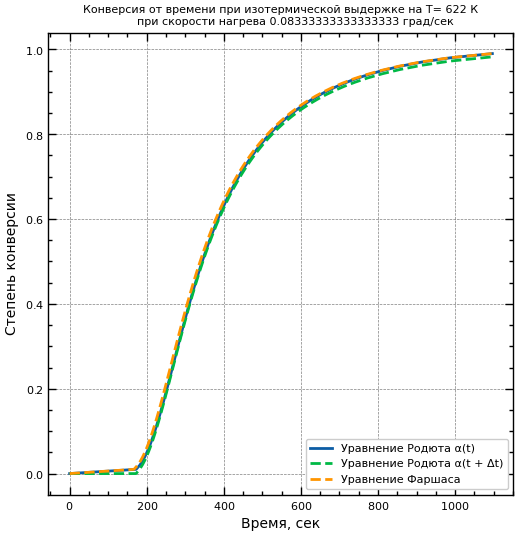 Конверсия от времени при изотермической выдержке на T= 622 K
при скорости нагрева 0.08333333333333333 град/сек
1.0
0.8
0.6
0.4
0.2
0.0
Степень конверсии
0 200 400 600 800 1000
Время, сек
Уравнение Родюта α(t)
Уравнение Родюта α(t + Δt)
Уравнение Фаршаса